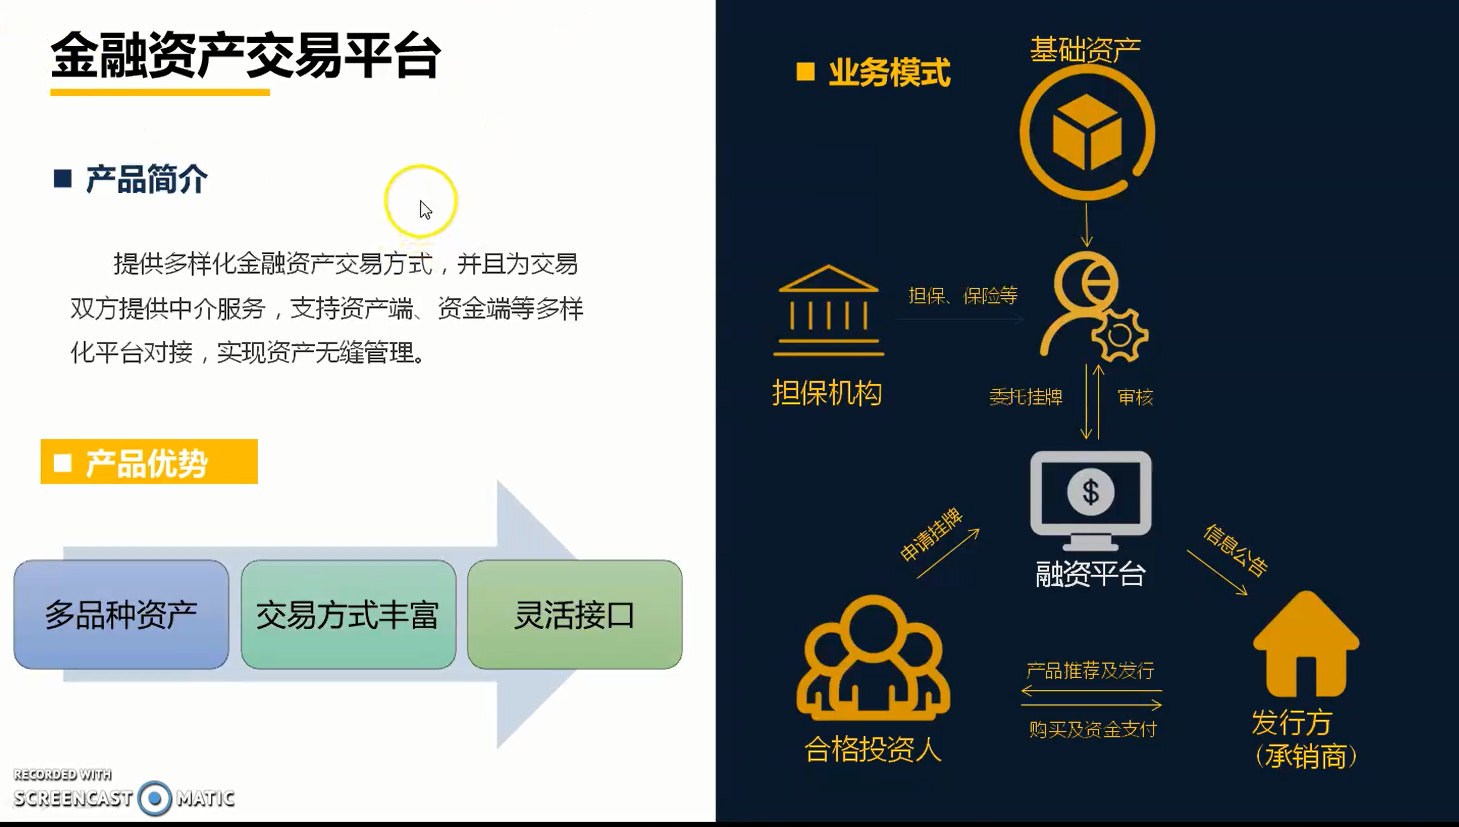 金融资产交易平台
产品简介
提供多样化金融资产交易方式，并且为交易
双方提供中介服务，支持资产端、资金端等多样
化平台对接，实现资产无缝管理。
产品优势
多品种资产
交易方式丰富
灵活接口
RECORDED WITH
SCREENCAST MATIC
业务模式
基础资产
担保、保险等
担保机构
委托挂牌
审核
$
融资平台
申请挂牌
信息公告
合格投资人
产品推荐及发行
购买及资金支付
发行方
（承销商）